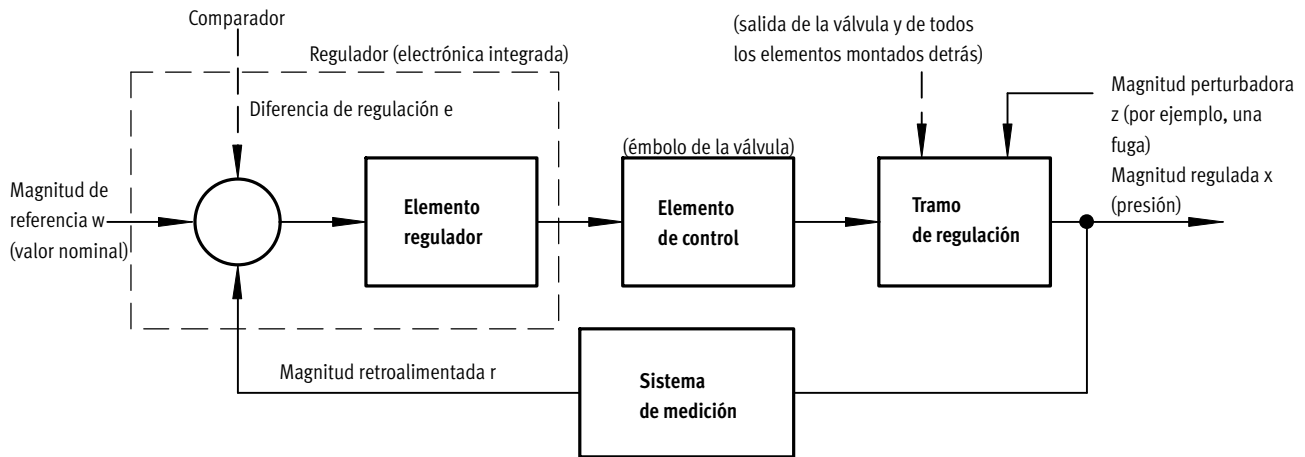 Comparador
Regulador (electrónica integrada)
Diferencia de regulación e
(salida de la válvula y de todos
los elementos montados detrás)
Magnitud perturbadora
z (por ejemplo, una
fuga)
Magnitud regulada x
(presión)
(émbolo de la válvula)
Magnitud de
referencia w
(valor nominal)
Elemento
regulador
Elemento
de control
Tramo
de regulación
Magnitud retroalimentada r
Sistema
de medición